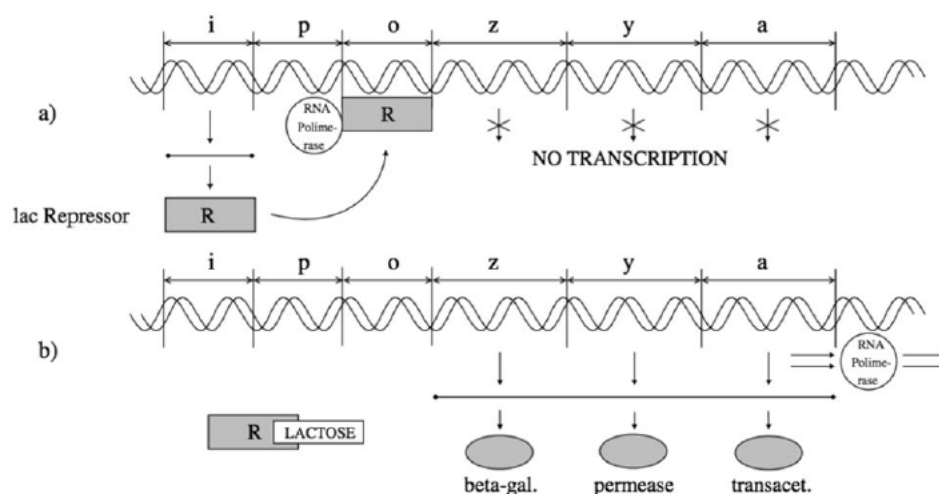 i p o z y a
a)
RNA
Polime-
rase
R
NO TRANSCRIPTION
lac Repressor
R
i p o z y a
b)
RNA
Polime-
rase
R
LACTOSE
beta-gal. permease transacet.